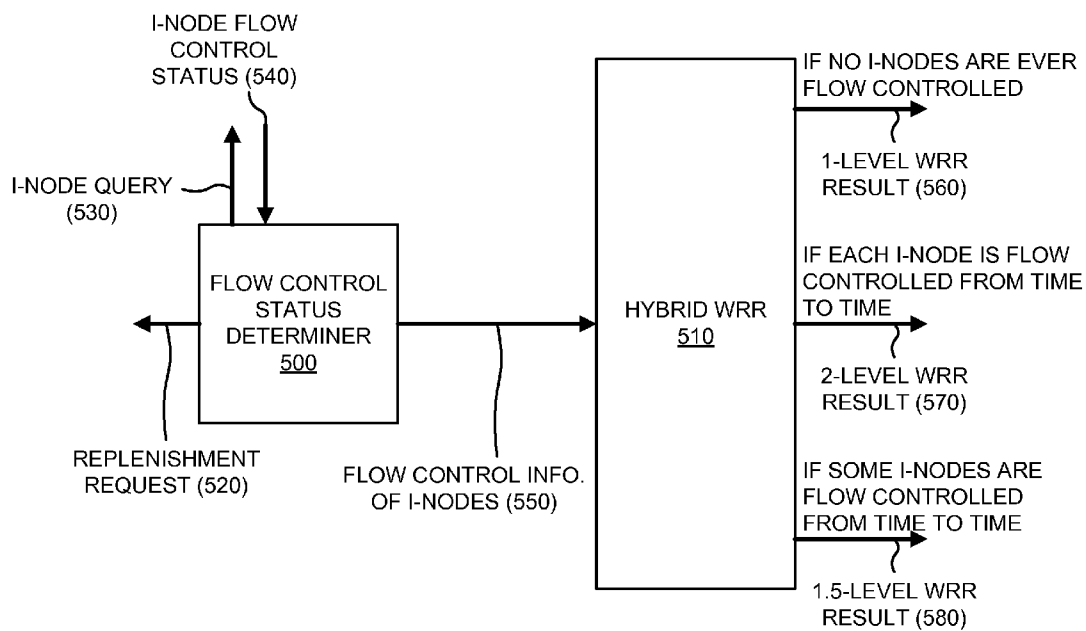 I-NODE FLOW
CONTROL
STATUS (540)
I-NODE QUERY
(530)
FLOW CONTROL
STATUS
DETERMINER
500
REPLENISHMENT
REQUEST (520)
FLOW CONTROL INFO.
OF I-NODES (550)
HYBRID WRR
510
IF NO I-NODES ARE EVER
FLOW CONTROLLED
1-LEVEL WRR
RESULT (560)
IF EACH I-NODE IS FLOW
CONTROLLED FROM TIME
TO TIME
2-LEVEL WRR
RESULT (570)
IF SOME I-NODES ARE
FLOW CONTROLLED
FROM TIME TO TIME
1.5-LEVEL WRR
RESULT (580)